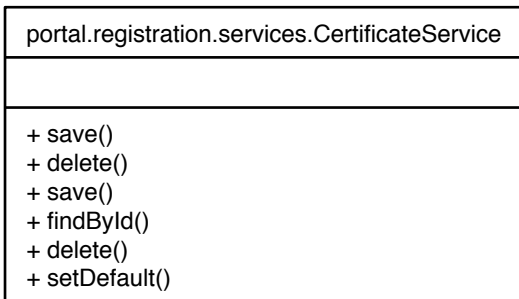 portal.registration.services.CertificateService
+ save()
+ delete()
+ save()
+ findById()
+ delete()
+ setDefault()